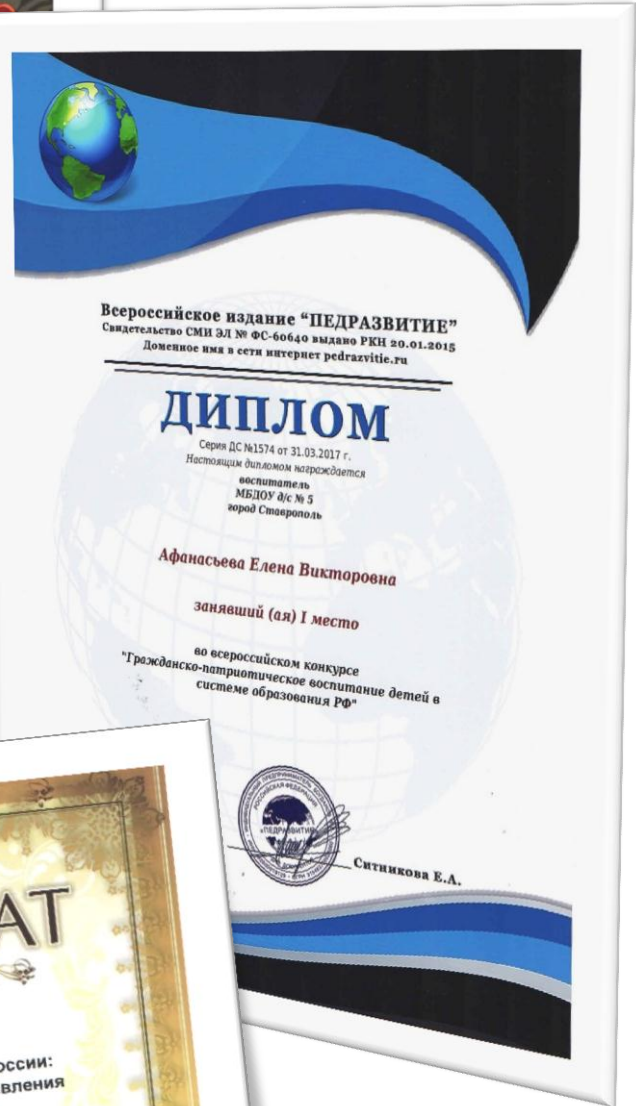 Всероссийское издание “ПЕДРАЗВИТИЕ”
Свидетельство СМИ ЭЛ № ФС-60640 выдано РКН 20.01.2015
Доменное имя в сети интернет pedrazvitie.ru
ДИПЛОМ
Серия ДС №1574 от 31.03.2017 г.
Настоящим дипломом награждается
воспитатель
МБДОУ д/с № 5
город Ставрополь
Афанасьева Елена Викторовна
занявший (ая) I место
во всероссийском конкурсе
"Гражданско-патриотическое воспитание детей в
системе образования РФ"
РОССИЙСКАЯ ФЕДЕРАЦИЯ
«ПЕДРАЗВИТИЕ»
Ситникова Е.А.
АТ
оссии:
вления